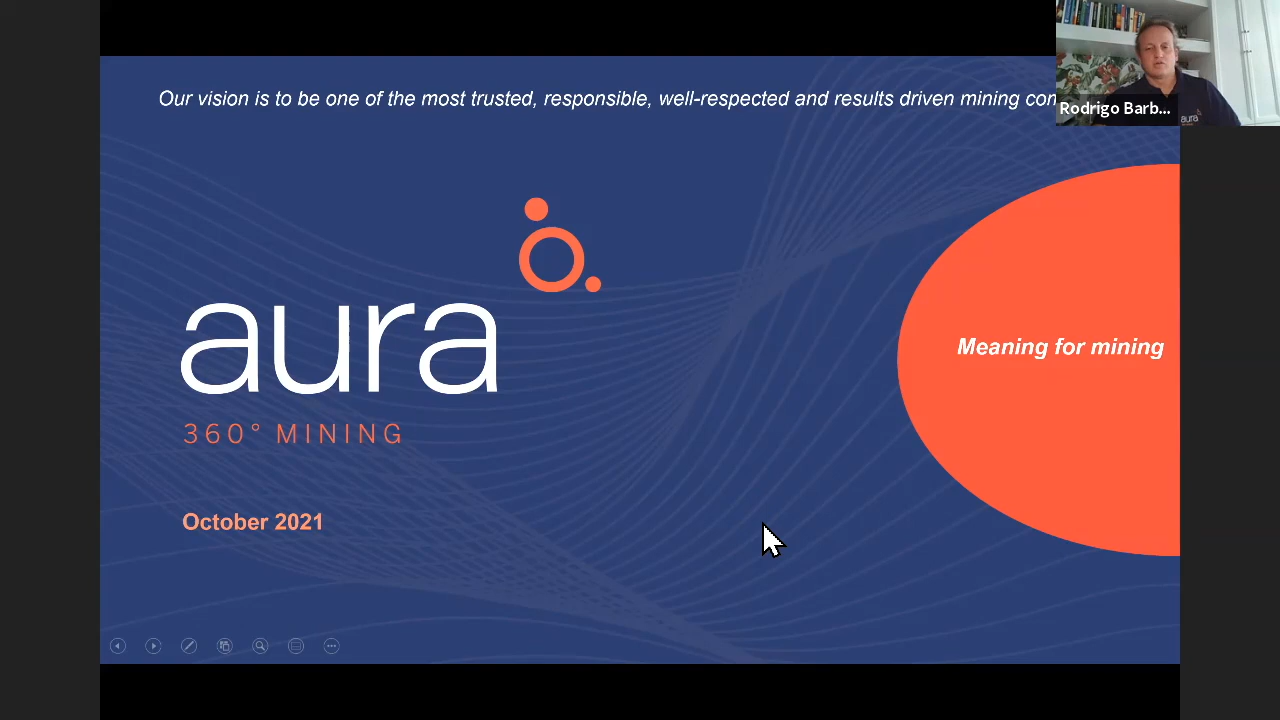 Our vision is to be one of the most trusted, responsible, well-respected and results driven mining
Rodrigo Barb...
aura
aura
360° MINING
Meaning for mining
October 2021